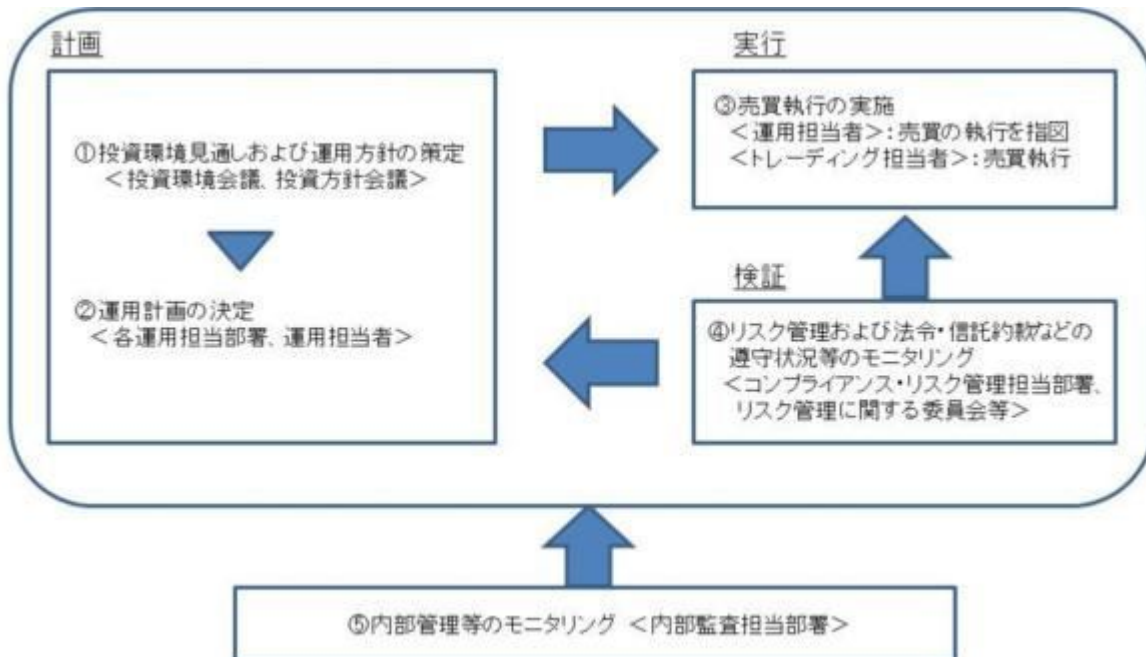 計画
①投資環境見通しおよび運用方針の策定
＜投資環境会議、投資方針会議＞
②運用計画の決定
＜各運用担当部署、運用担当者＞
実行
③売買執行の実施
＜運用担当者＞：売買の執行を指図
＜トレーディング担当者＞：売買執行
検証
④リスク管理および法令・信託約款などの
遵守状況等のモニタリング
＜コンプライアンス・リスク管理担当部署、
リスク管理に関する委員会等＞
⑤内部管理等のモニタリング ＜内部監査担当部署＞